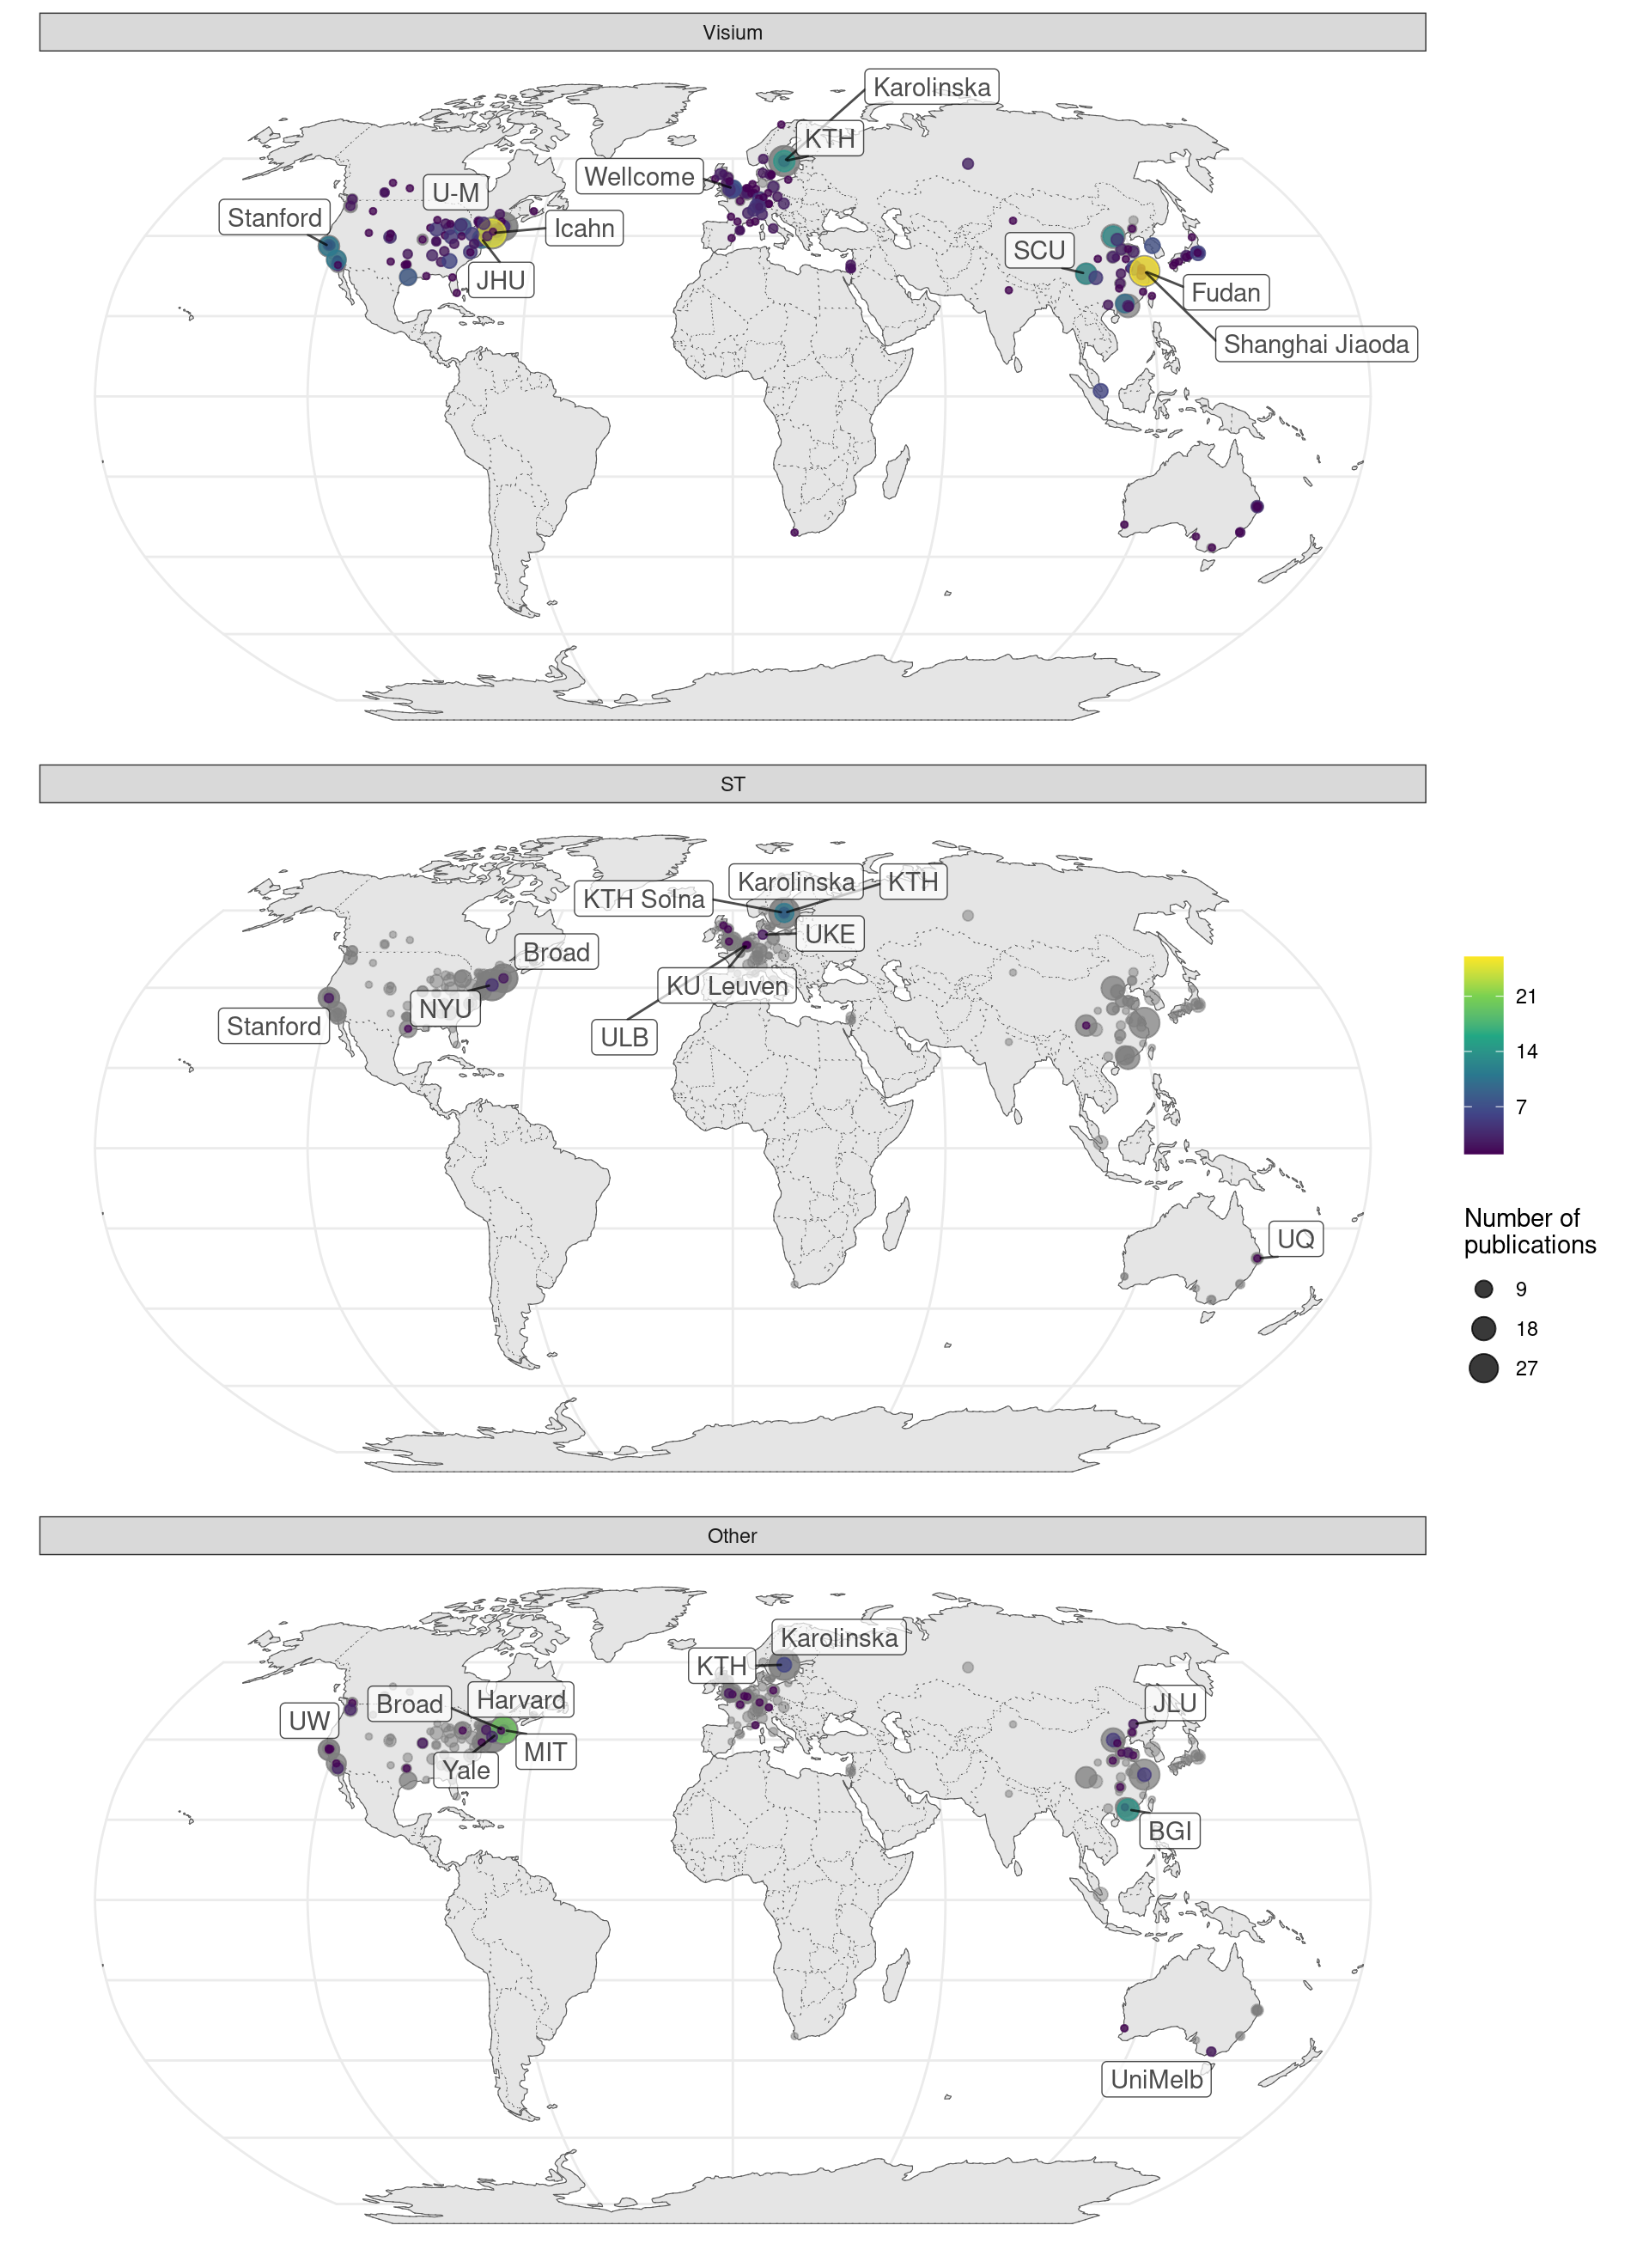 Visium
Karolinska
KTH
Wellcome
U-M
Stanford
Icahn
SCU
JHU
Fudan
Shanghai Jiaoda
ST
Karolinska
KTH
KTH Solna
UKE
Broad
KU Leuven
NYU
Stanford
ULB
UQ
21
14
7
Number of
publications
9
18
27
Other
Karolinska
KTH
Harvard
Broad
JLU
UW
MIT
Yale
BGI
UniMelb